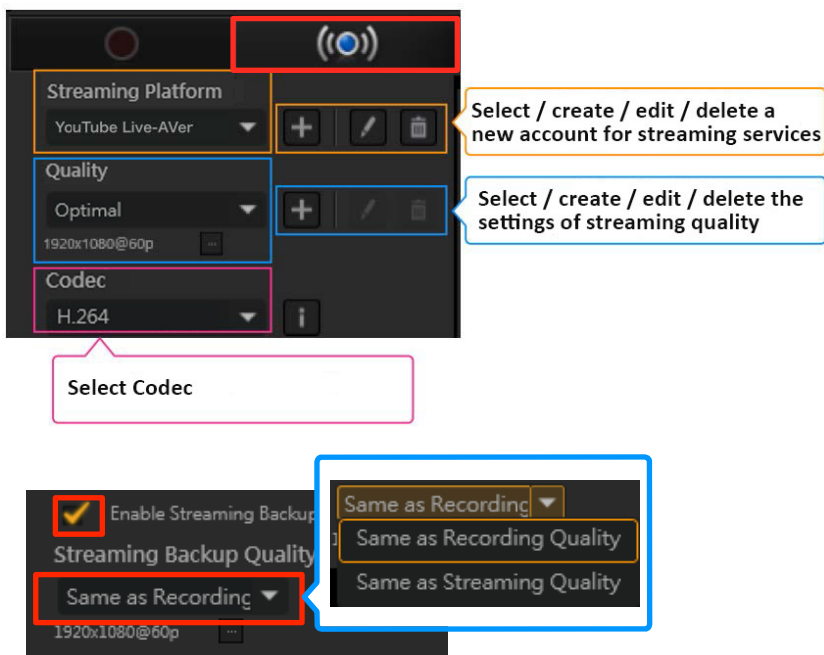 Streaming Platform
YouTube Live-AVer
Select / create / edit / delete a
new account for streaming services
Quality
Optimal
1920x1080@60p
Select / create / edit / delete the
settings of streaming quality
Codec
H.264
Select Codec
Enable Streaming Backup
Streaming Backup Quality
Same as Recording
1920x1080@60p
Same as Recording
Same as Recording Quality
Same as Streaming Quality